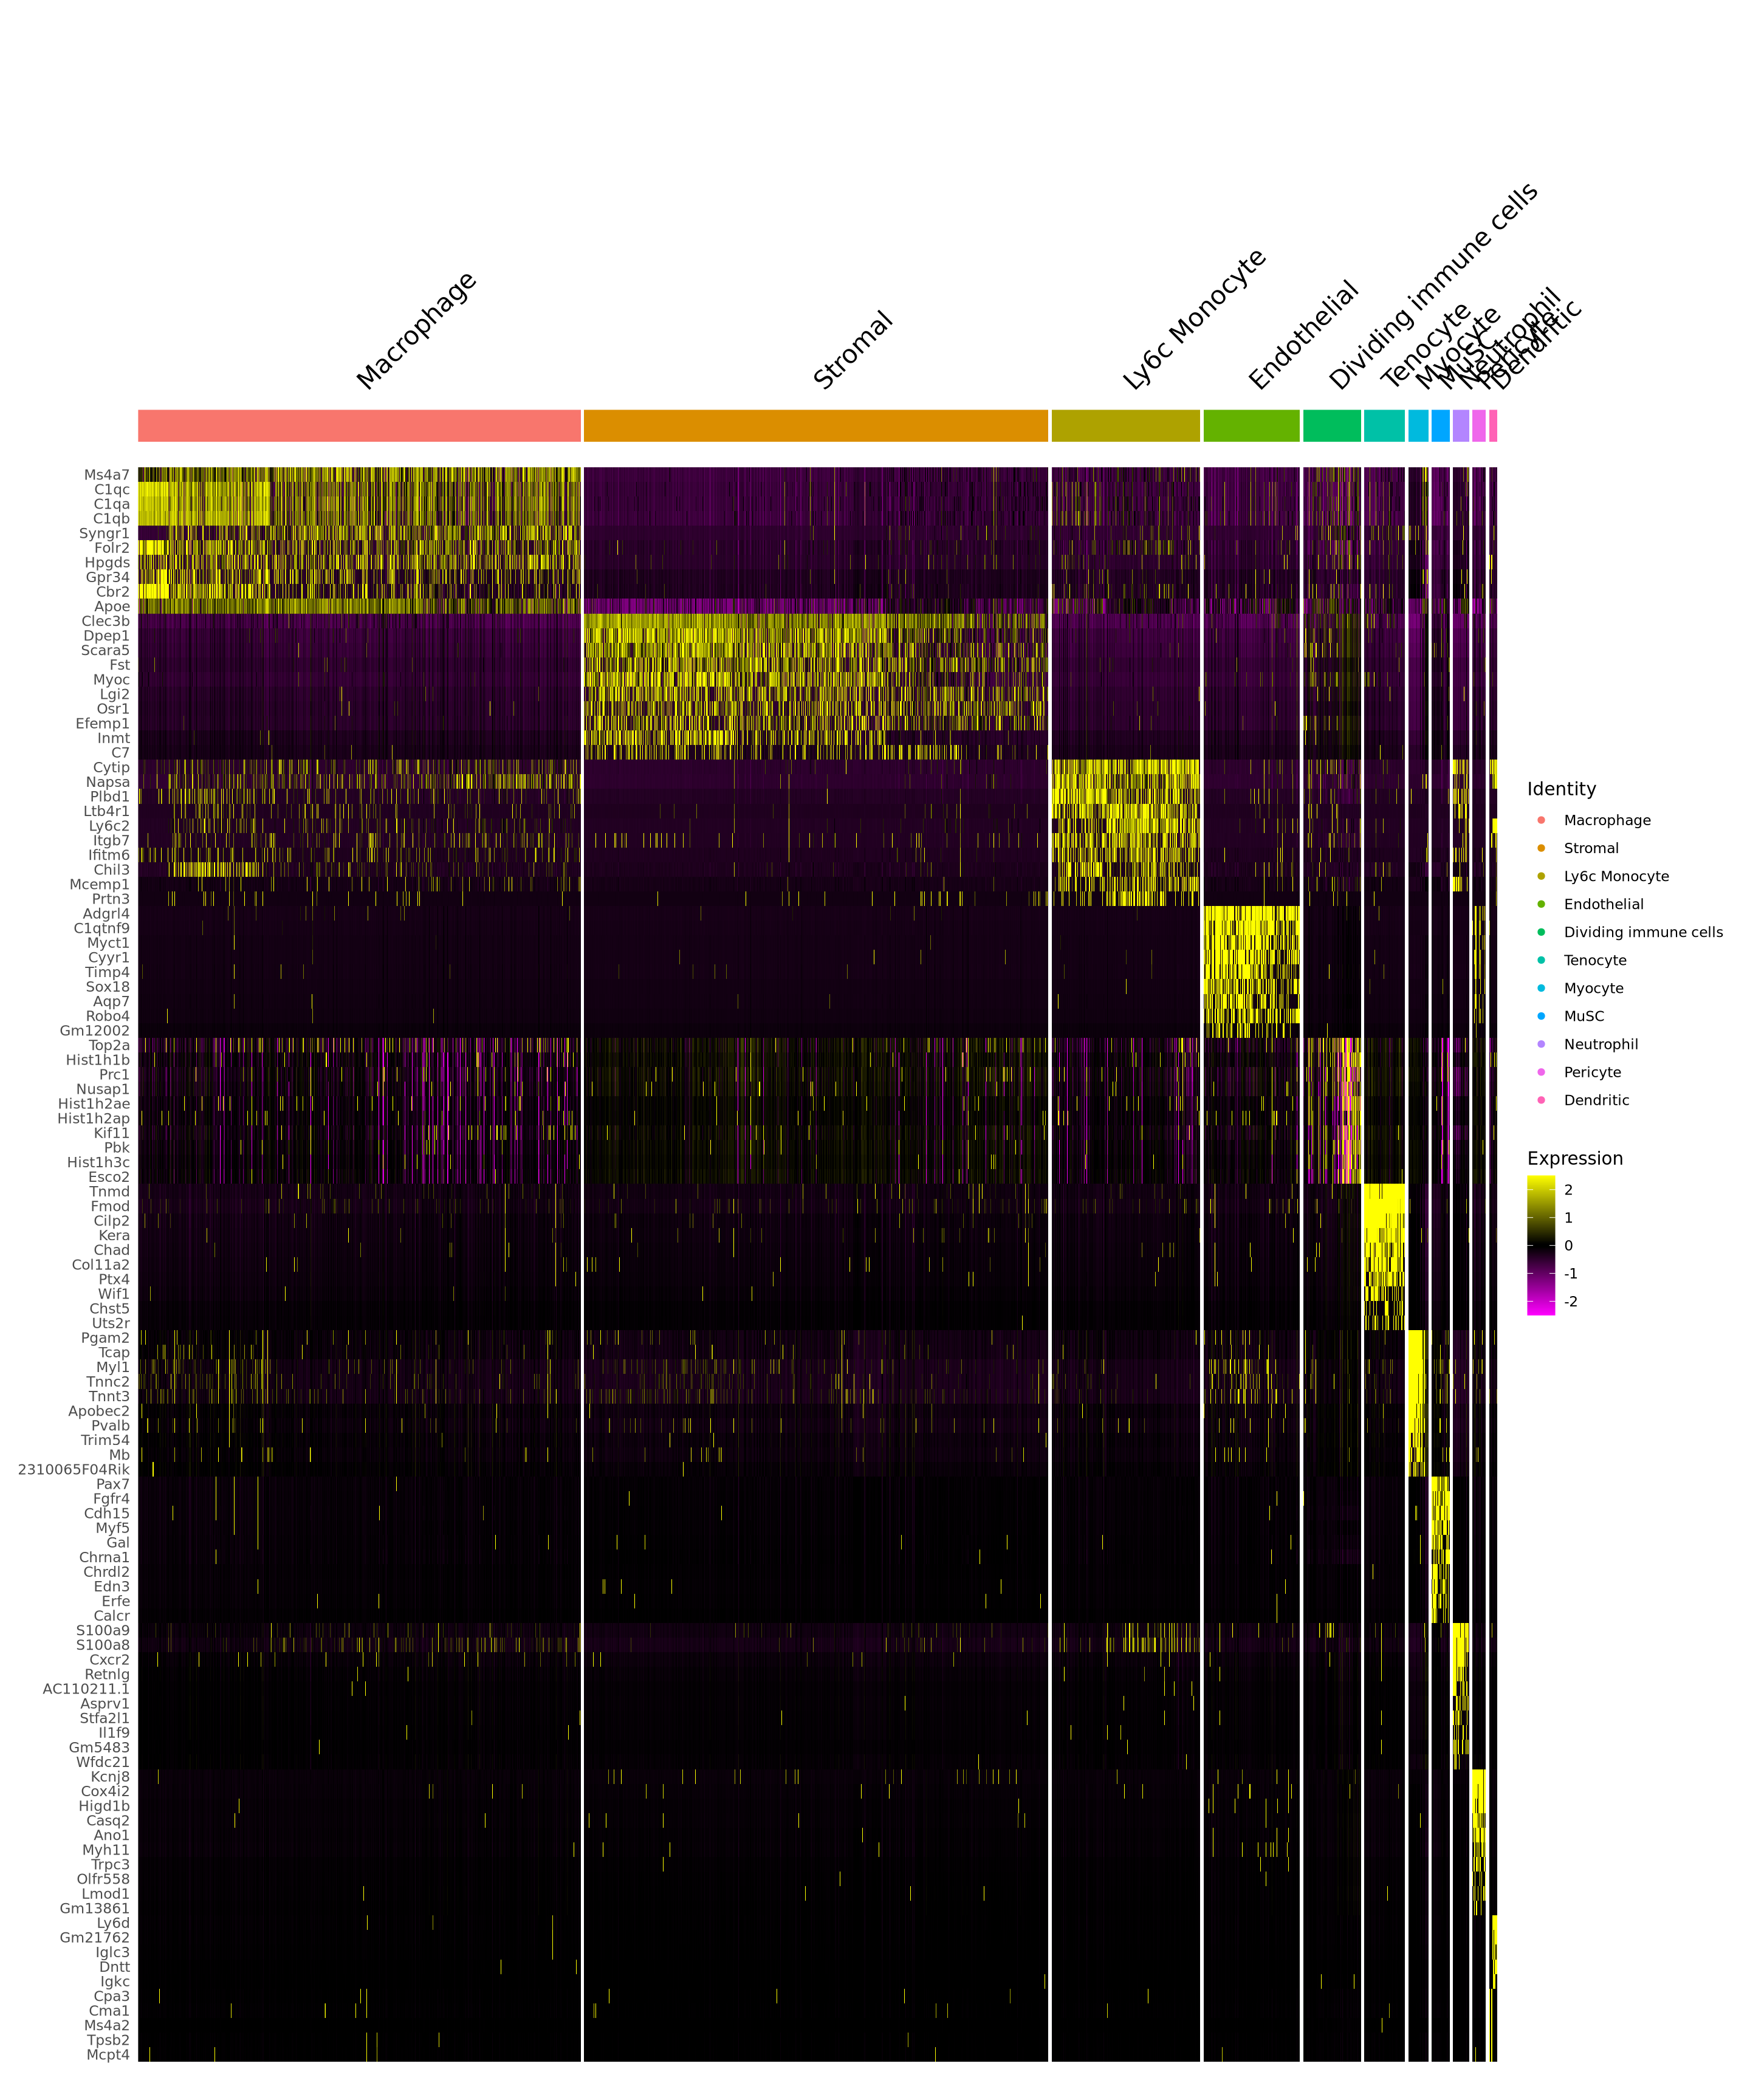 Macrophage
Stromal
Ly6c Monocyte
Endothelial
Dividing immune cells
Tenocyte
Myocyte
MuSC
Neutrophil
Pericyte
Dendritic
Ms4a7
C1qc
C1qa
C1qb
Syngr1
Folr2
Hpgds
Gpr34
Cbr2
Apoe
Clec3b
Dpep1
Scara5
Fst
Myoc
Lgi2
Osr1
Efemp1
Inmt
C7
Cytip
Napsa
Plbd1
Ltb4r1
Ly6c2
Itgb7
Ifitm6
Chil3
Mcemp1
Prtn3
Adgrl4
C1qtnf9
Myct1
Cyyr1
Timp4
Sox18
Aqp7
Robo4
Gm12002
Top2a
Hist1h1b
Prc1
Nusap1
Hist1h2ae
Hist1h2ap
Kif11
Pbk
Hist1h3c
Esco2
Tnmd
Fmod
Cilp2
Kera
Chad
Col11a2
Ptx4
Wif1
Chst5
Uts2r
Pgam2
Tcap
Myl1
Tnnc2
Tnnt3
Apobec2
Pvalb
Trim54
Mb
2310065F04Rik
Pax7
Fgfr4
Cdh15
Myf5
Gal
Chrna1
Chrdl2
Edn3
Erfe
Calcr
S100a9
S100a8
Cxcr2
Retnlg
AC110211.1
Asprv1
Stfa2l1
Il1f9
Gm5483
Wfdc21
Kcnj8
Cox4i2
Higd1b
Casq2
Ano1
Myh11
Trpc3
Olfr558
Lmod1
Gm13861
Ly6d
Gm21762
Iglc3
Dntt
Igkc
Cpa3
Cma1
Ms4a2
Tpsb2
Mcpt4
Identity
Macrophage
Stromal
Ly6c Monocyte
Endothelial
Dividing immune cells
Tenocyte
Myocyte
MuSC
Neutrophil
Pericyte
Dendritic
Expression
2
1
0
-1
-2